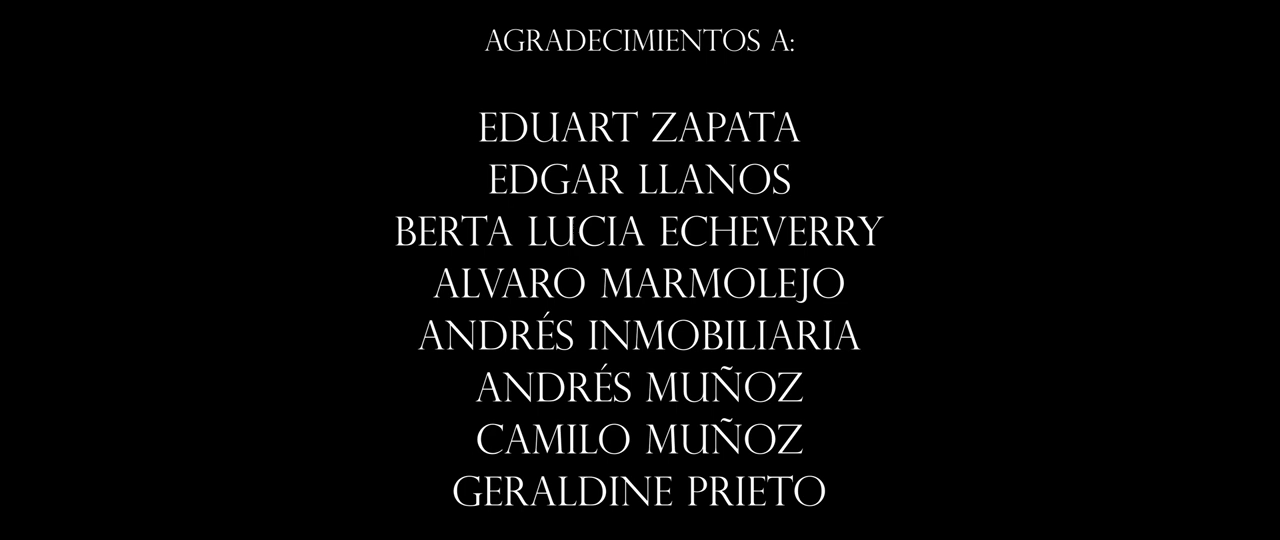 AGRADECIMIENTOS A:
EDUART ZAPATA
EDGAR LLANOS
BERTA LUCIA ECHEVERRY
ALVARO MARMOLEJO
ANDRÉS INMOBILIARIA
ANDRÉS MUÑOZ
CAMILO MUÑOZ
GERALDINE PRIETO